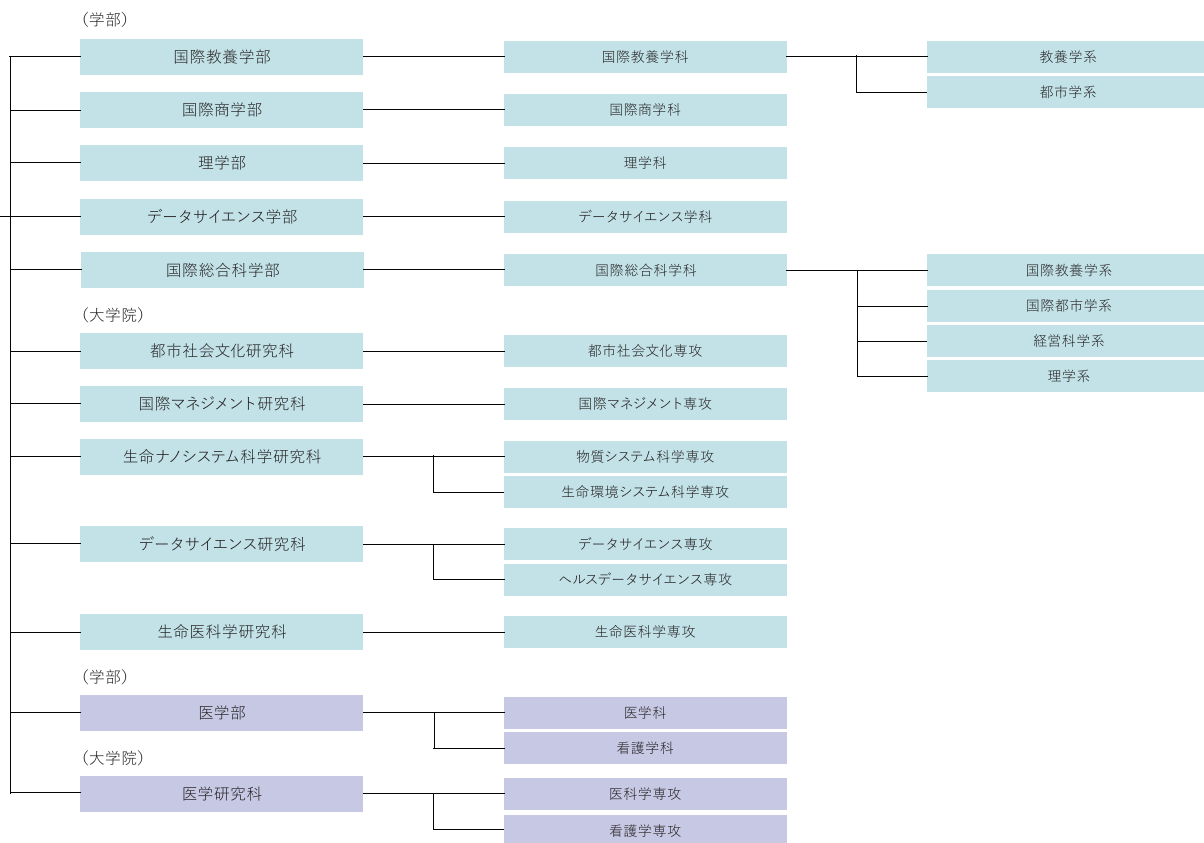 (学部)
国際教養学部
国際教養学科
教養学系
都市学系
国際商学部
国際商学科
理学部
理学科
データサイエンス学部
データサイエンス学科
国際総合科学部
国際総合科学科
国際教養学系
国際都市学系
経営科学系
理学系
(大学院)
都市社会文化研究科
都市社会文化専攻
国際マネジメント研究科
国際マネジメント専攻
生命ナノシステム科学研究科
物質システム科学専攻
生命環境システム科学専攻
データサイエンス研究科
データサイエンス専攻
ヘルスデータサイエンス専攻
生命医科学研究科
生命医科学専攻
(学部)
医学部
医学科
看護学科
(大学院)
医学研究科
医科学専攻
看護学専攻